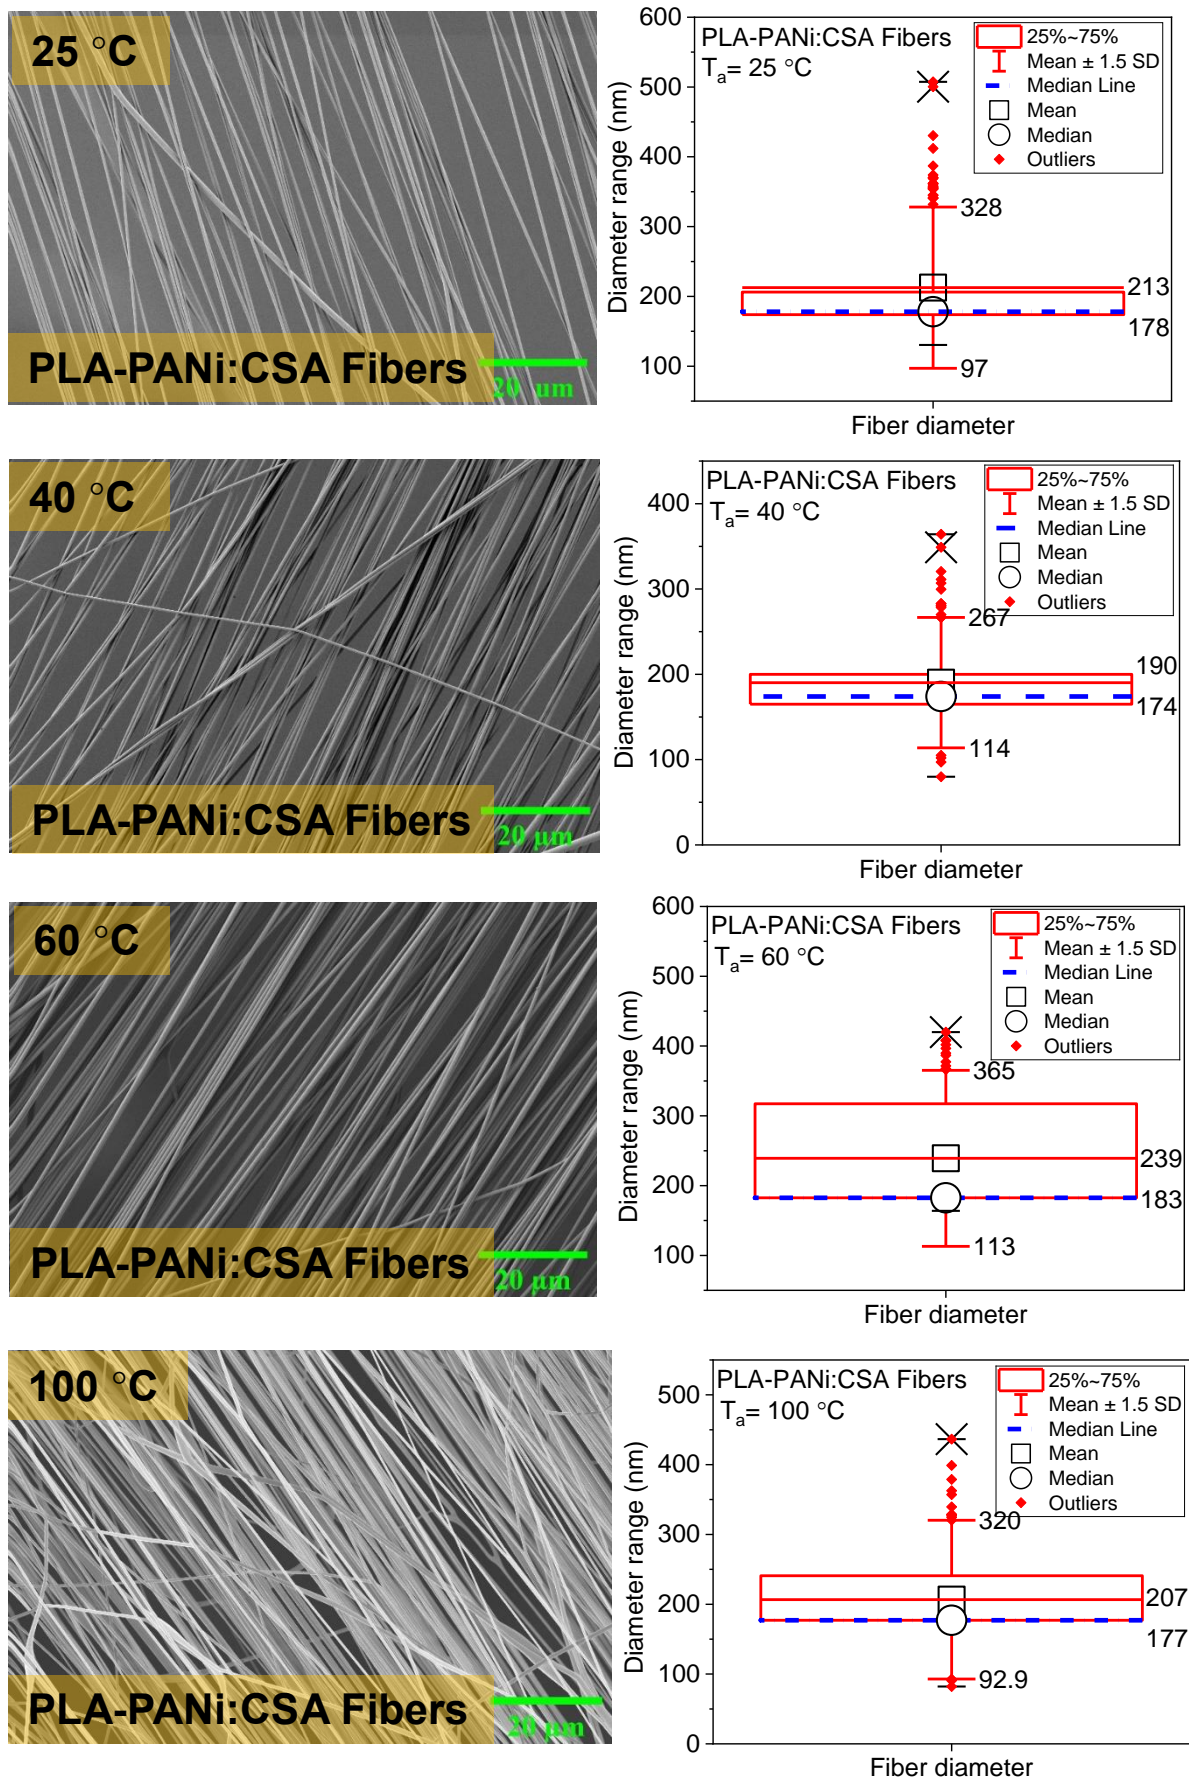 25 °C
PLA-PANi:CSA Fibers
20 µm
600
500
400
300
200
100
Diameter range (nm)
PLA-PANi:CSA Fibers
Ta= 25 °C
25%~75%
Mean ± 1.5 SD
Median Line
Mean
Median
Outliers
328
213
178
97
Fiber diameter
40 °C
PLA-PANi:CSA Fibers
20 µm
400
300
200
100
0
Diameter range (nm)
PLA-PANi:CSA Fibers
Ta= 40 °C
25%~75%
Mean ± 1.5 SD
Median Line
Mean
Median
Outliers
267
190
174
114
Fiber diameter
60 °C
PLA-PANi:CSA Fibers
20 µm
600
500
400
300
200
100
Diameter range (nm)
PLA-PANi:CSA Fibers
Ta= 60 °C
25%~75%
Mean ± 1.5 SD
Median Line
Mean
Median
Outliers
365
239
183
113
Fiber diameter
100 °C
PLA-PANi:CSA Fibers
20 µm
500
400
300
200
100
0
Diameter range (nm)
PLA-PANi:CSA Fibers
Ta= 100 °C
25%~75%
Mean ± 1.5 SD
Median Line
Mean
Median
Outliers
320
207
177
92.9
Fiber diameter